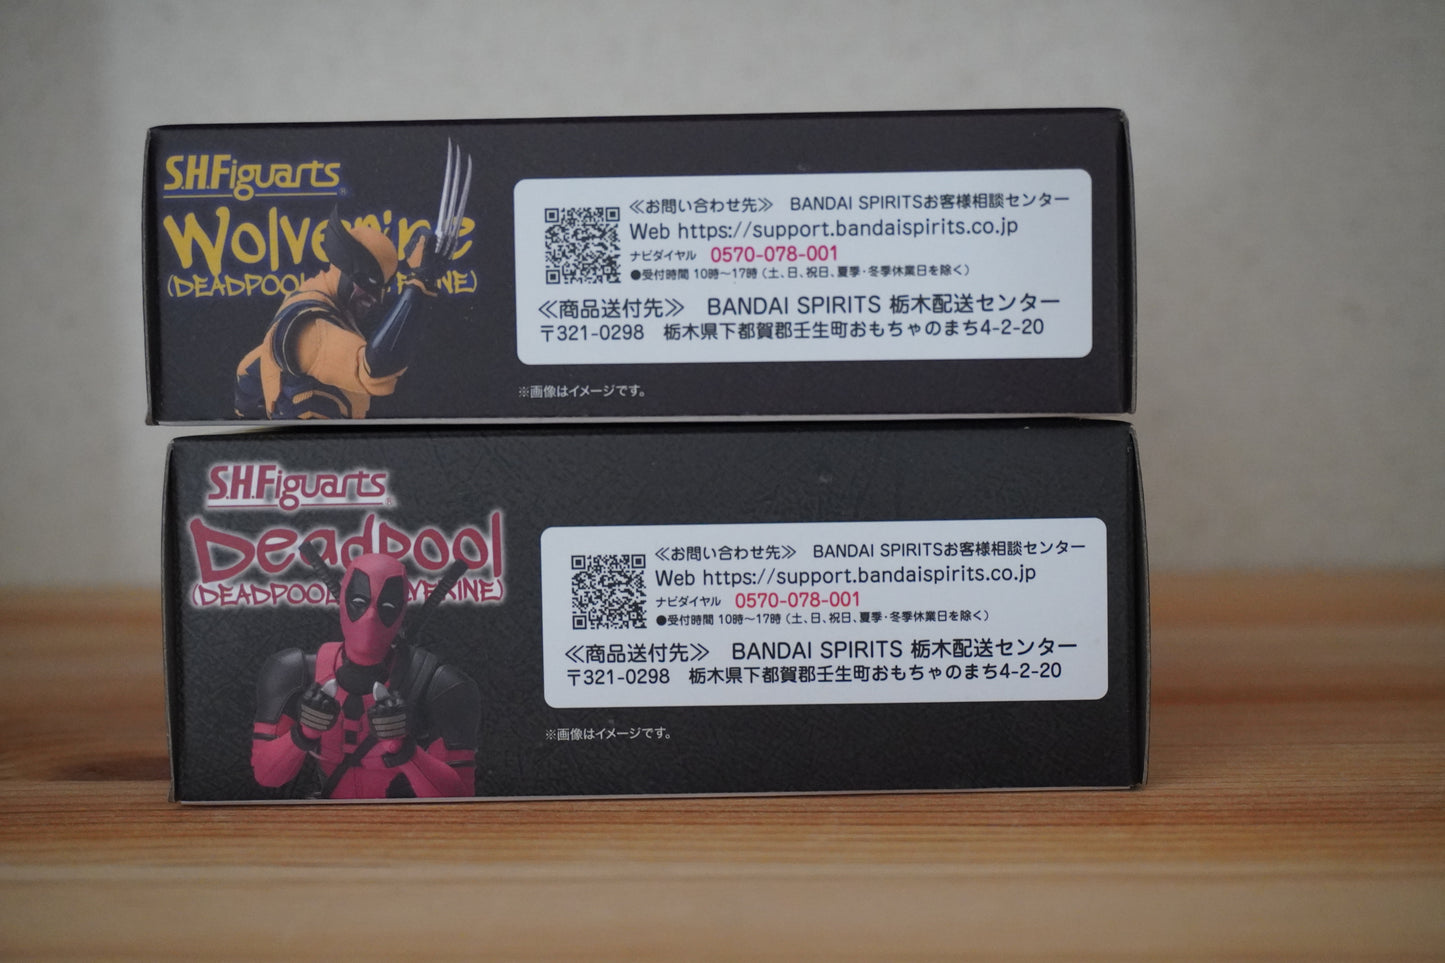 S.H.Figuarts
Wolverine
(DEADPOOL
《お問い合わせ先》 BANDAI SPIRITSお客様相談センター
Web https://support.bandaispirits.co.jp
ナビダイヤル 0570-078-001
●受付時間 10時～17時（土、日、祝日、夏季・冬季休業日を除く）
《商品送付先》 BANDAI SPIRITS 栃木配送センター
〒321-0298 栃木県下都賀郡壬生町おもちゃのまち4-2-20
※画像はイメージです。
S.H.Figuarts
Deadpool
(DEADPOOL
《お問い合わせ先》 BANDAI SPIRITSお客様相談センター
Web https://support.bandaispirits.co.jp
ナビダイヤル 0570-078-001
●受付時間 10時～17時（土、日、祝日、夏季・冬季休業日を除く）
《商品送付先》 BANDAI SPIRITS 栃木配送センター
〒321-0298 栃木県下都賀郡壬生町おもちゃのまち4-2-20
※画像はイメージです。